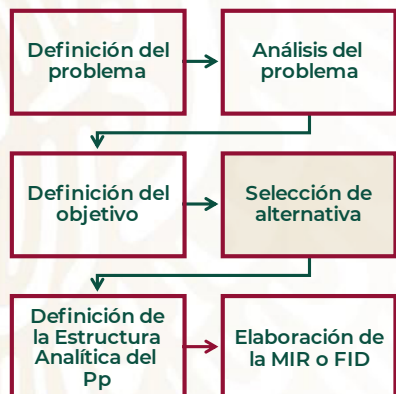 Definición del
problema
Análisis del
problema
Definición del
objetivo
Selección de
alternativa
Definición de
la Estructura
Analítica del
Pp
Elaboración de
la MIR o FID